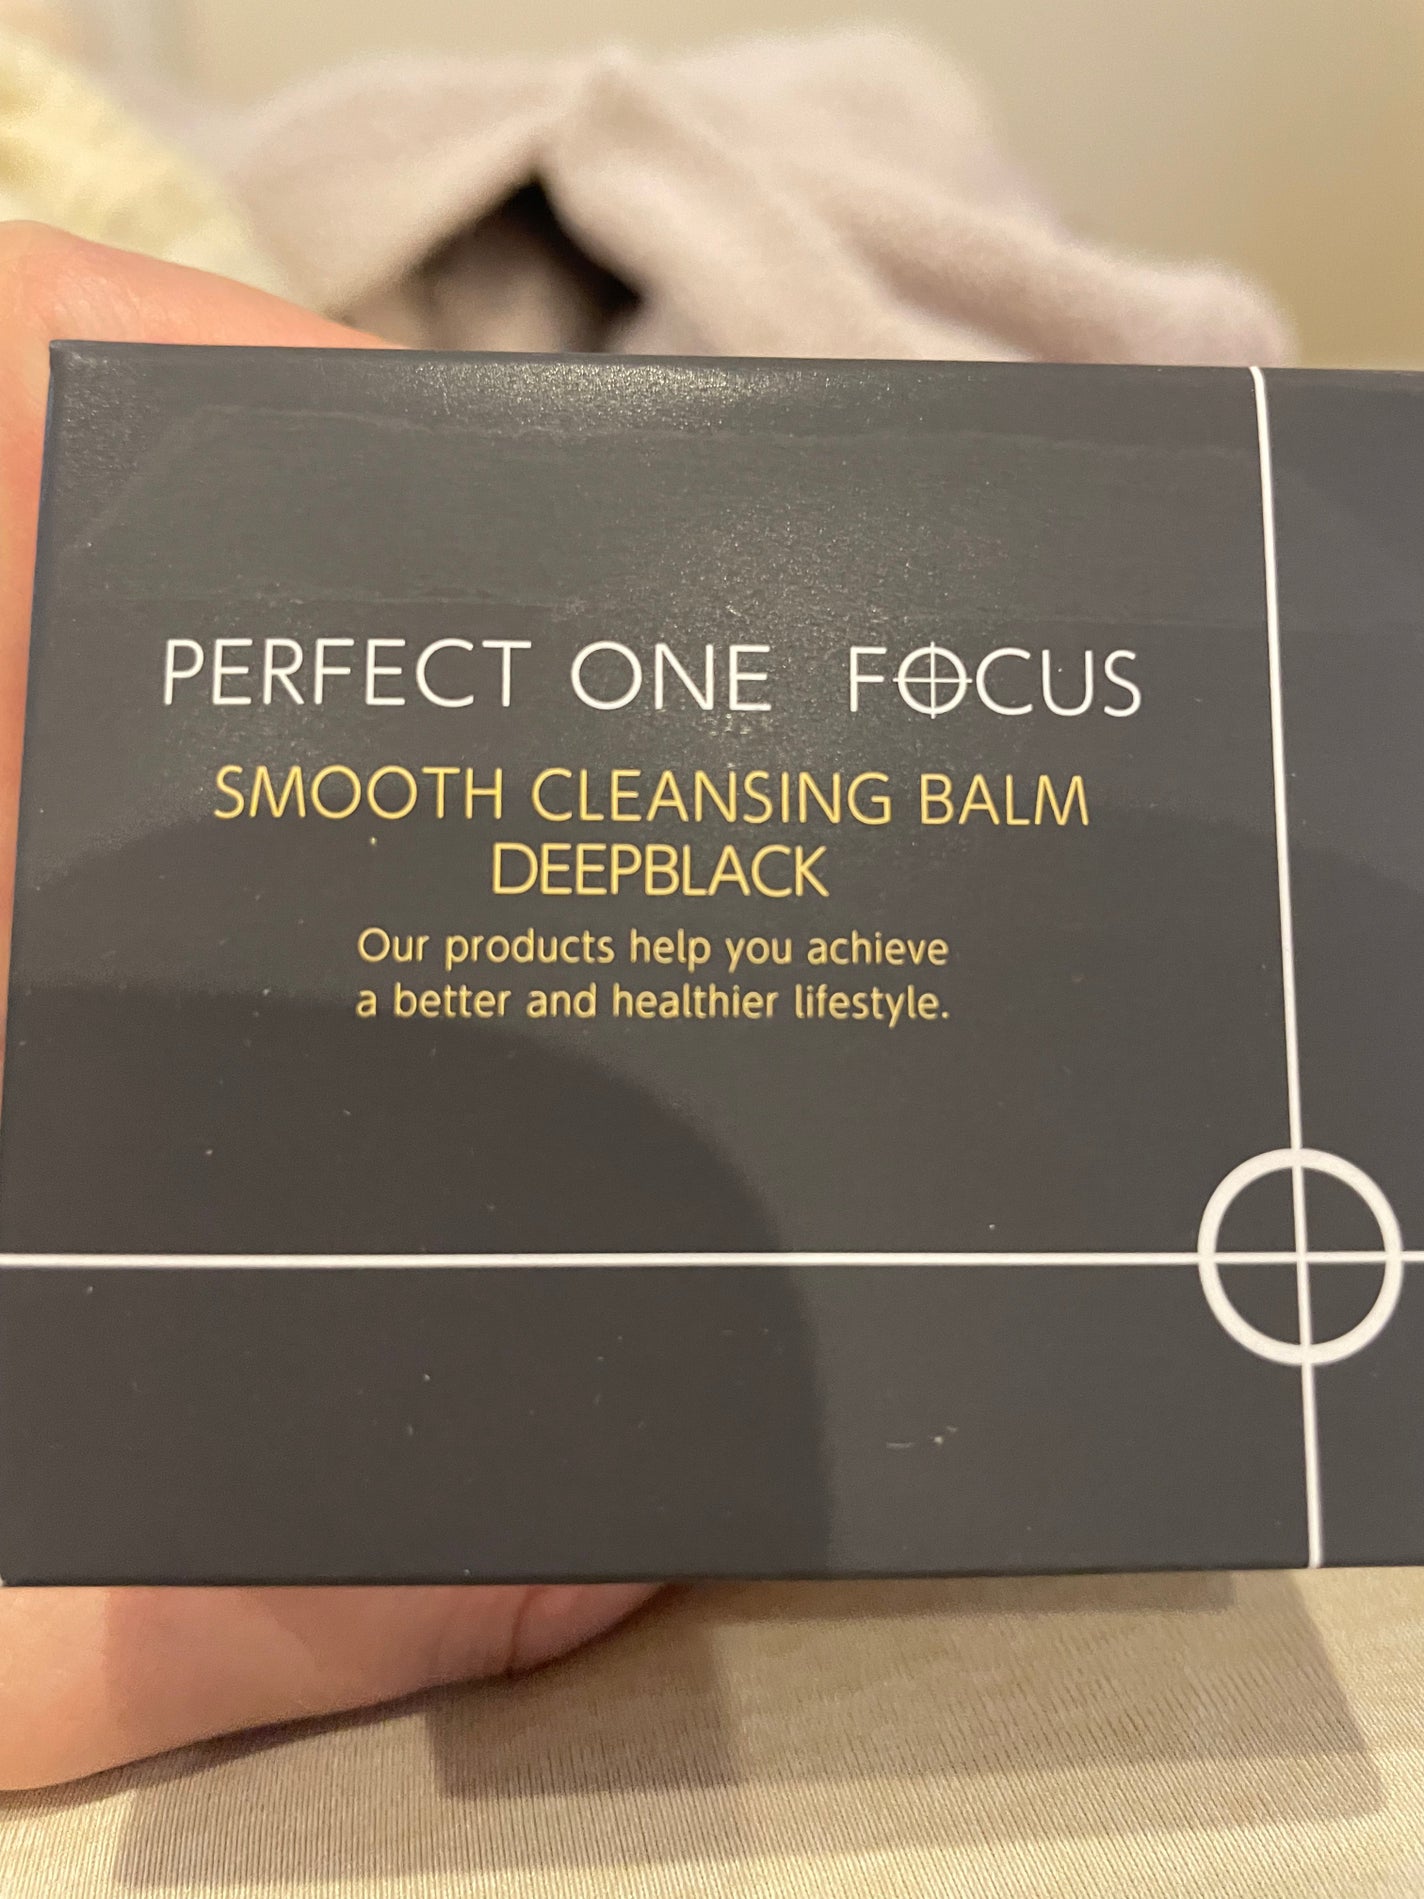 PERFECT ONE FOCUS
SMOOTH CLEANSING BALM
DEEPBLACK
Our products help you achieve
a better and healthier lifestyle.